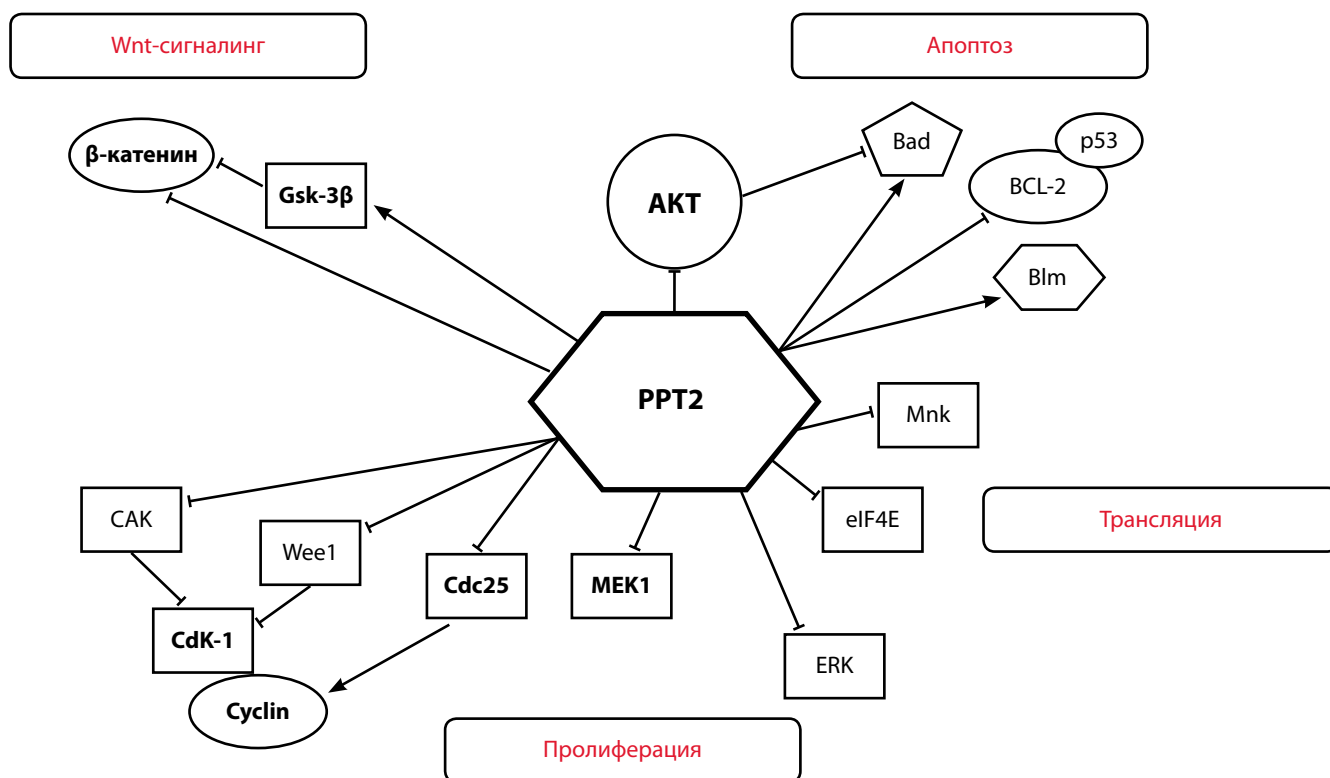 Wnt-сигналинг
Апоптоз
β-катенин
Gsk-3β
АКТ
Bad
p53
BCL-2
Blm
PPT2
Mnk
eIF4E
Трансляция
CAK
Wee1
Cdc25
MEK1
CdK-1
ERK
Cyclin
Пролиферация